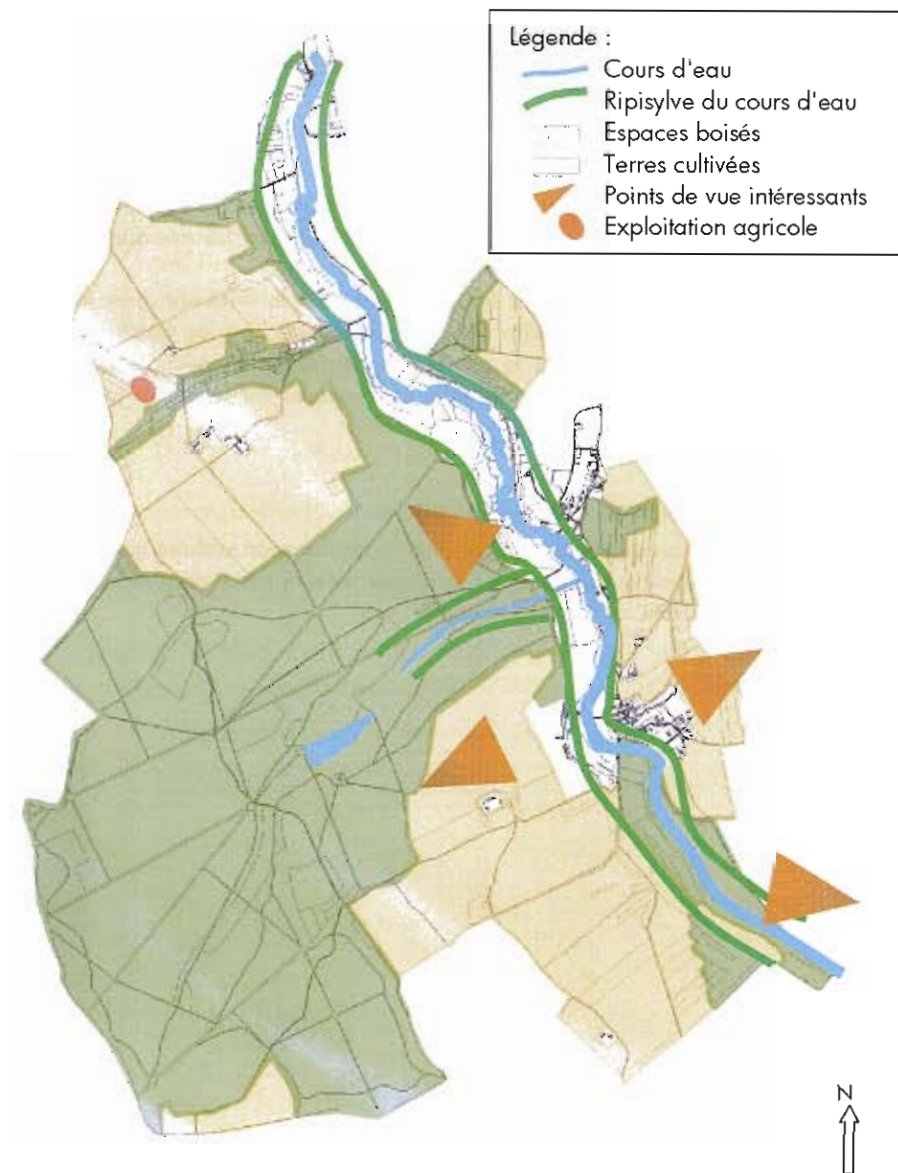 Légende :
Cours d'eau
Ripisylve du cours d'eau
Espaces boisés
Terres cultivées
Points de vue intéressants
Exploitation agricole
N